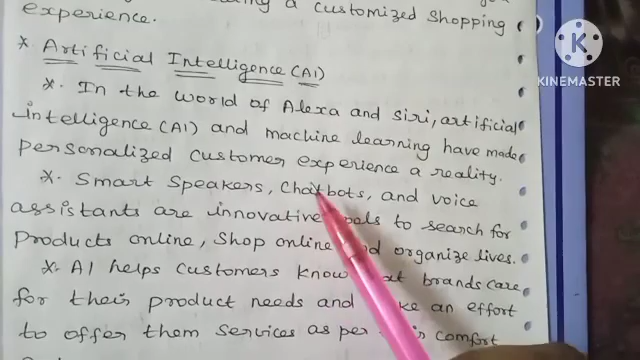 a customized shopping
experience.
* Artificial Intelligence (AI)
*. In the world of Alexa and Siri, artificial
intelligence (AI) and machine learning have made
personalized customer experience a reality.
*. Smart Speakers, Chatbots, and voice
assistants are innovative to search for
Products online, Shop online and organize lives.
*. AI helps customers know brands care
for their product needs and an effort
to offer them services as per comfort
K
KINEMASTER